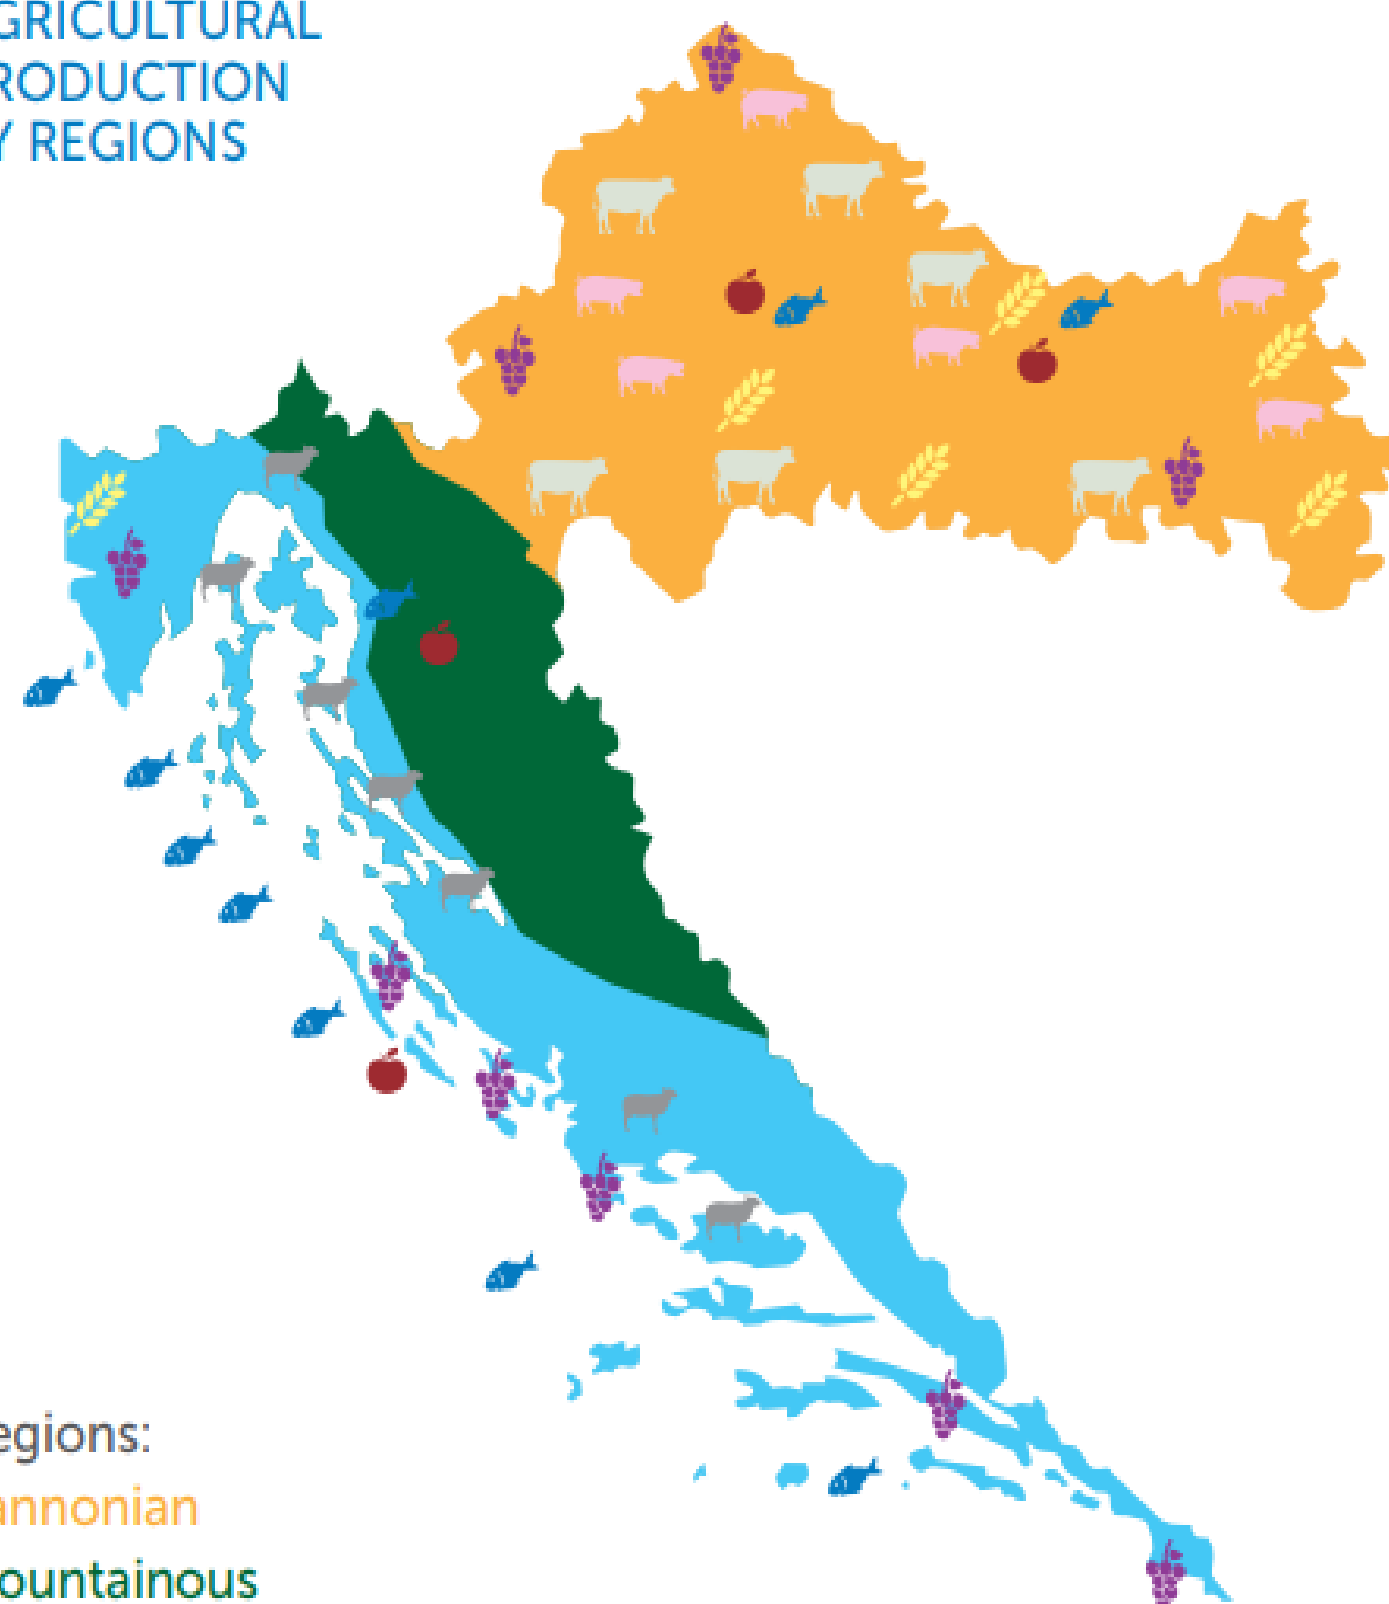 GRICULTURAL
RODUCTION
Y REGIONS
egions:
annonian
ountainous